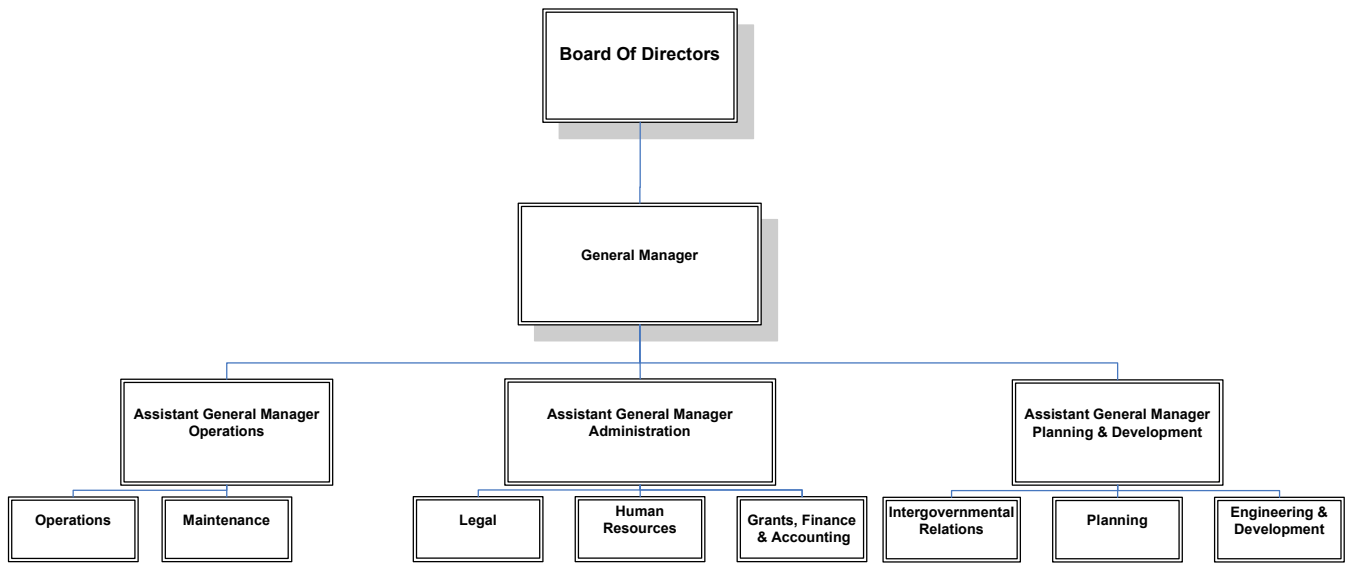 Board Of Directors
General Manager
Assistant General Manager
Operations
Assistant General Manager
Administration
Assistant General Manager
Planning & Development
Operations
Maintenance
Legal
Human
Resources
Grants, Finance
& Accounting
Intergovernmental
Relations
Planning
Engineering &
Development